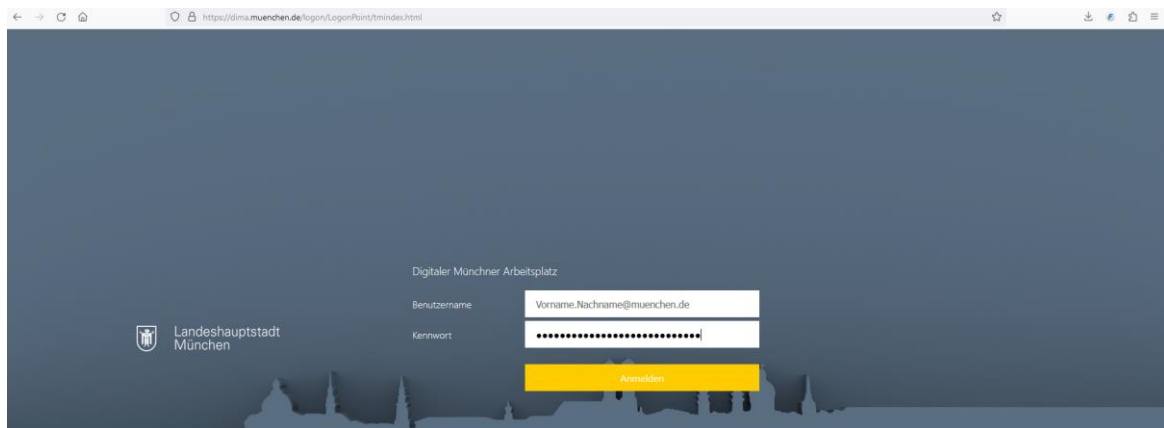 https://dima.muenchen.de/logon/LogonPoint/tmindex.html
Digitaler Münchner Arbeitsplatz
Benutzername
Vorname.Nachname@muenchen.de
Landeshauptstadt
München
Kennwort
Anmelden